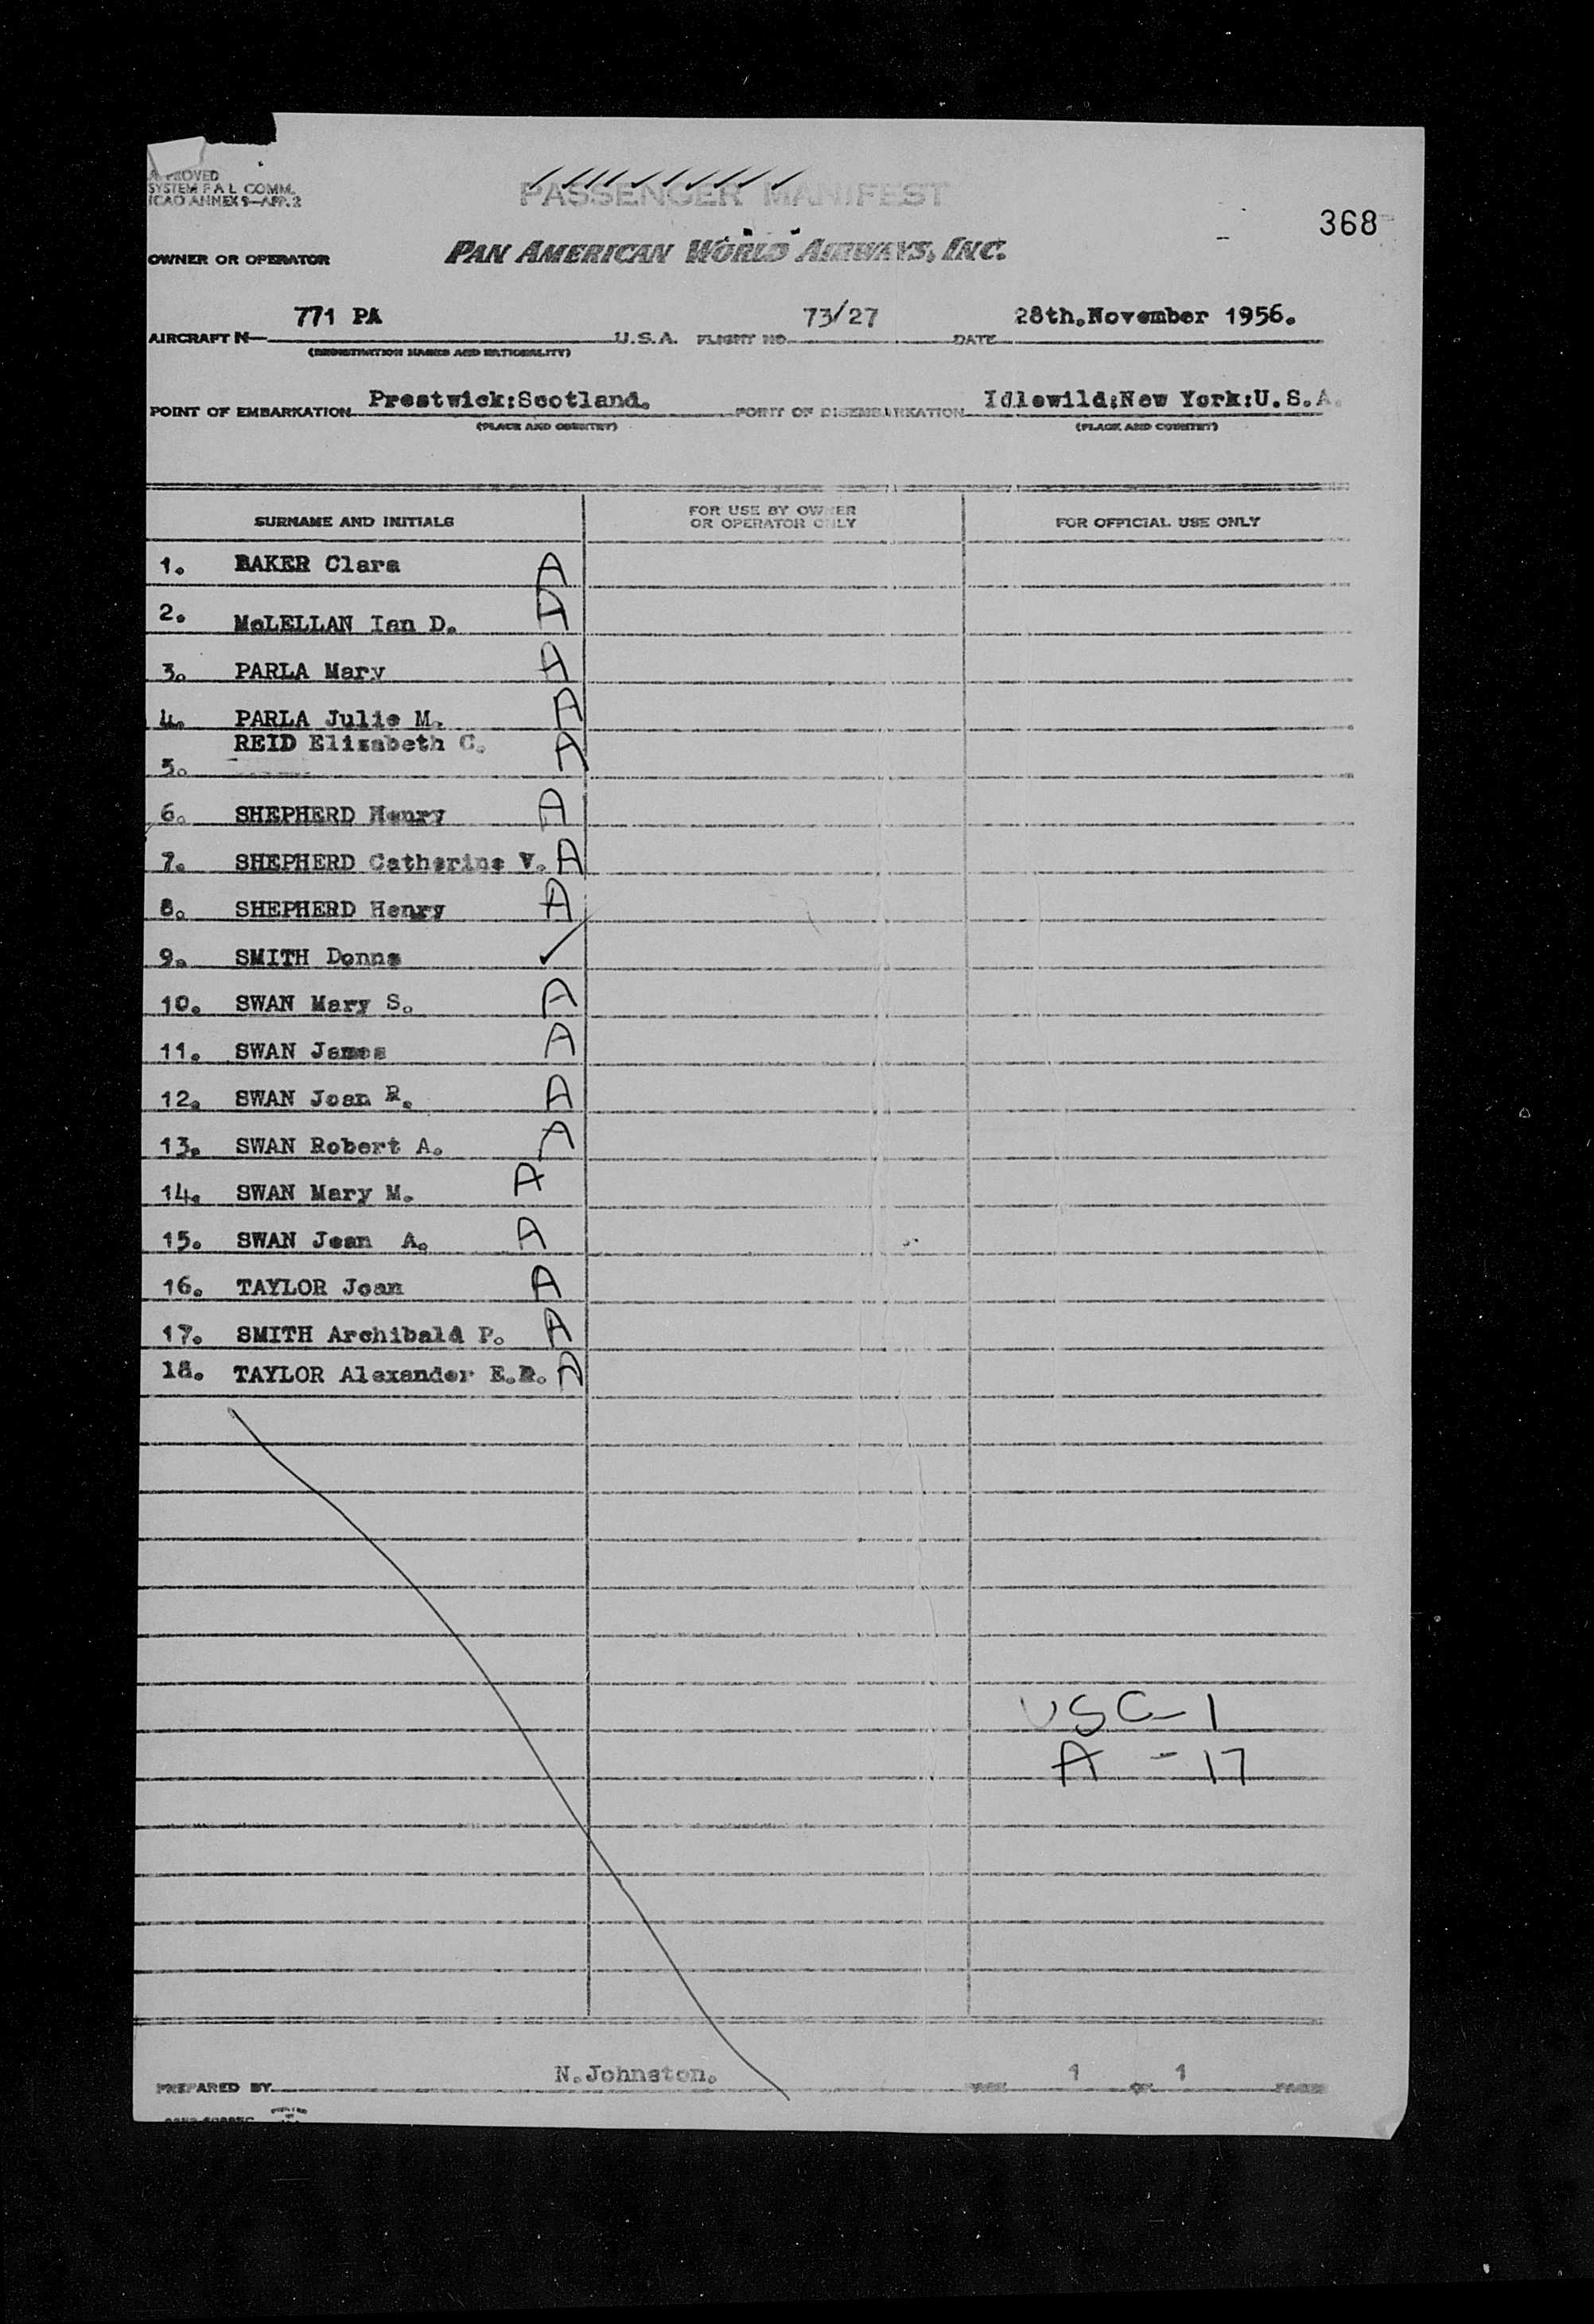 APPROVED
SYSTEM F A L COMM.
ICAO ANNEX 9—APP. 2
PASSENGER MANIFEST
368
OWNER OR OPERATOR PAN AMERICAN WORLD AIRWAYS, INC.
AIRCRAFT N— 771 PA U.S.A. FLIGHT NO. 73/27 DATE 28th.November 1956.
(REGISTRATION MARKS AND NATIONALITY)
POINT OF EMBARKATION Prestwick:Scotland. POINT OF DISEMBARKATION Idlewild:New York:U.S.A.
(PLACE AND COUNTRY) (PLACE AND COUNTRY)
SURNAME AND INITIALS FOR USE BY OWNER OR OPERATOR ONLY FOR OFFICIAL USE ONLY
1. BAKER Clara A
2. McLELLAN Ian D. A
3. PARLA Mary A
4. PARLA Julie M. A
5. REID Elizabeth C. A
6. SHEPHERD Henry A
7. SHEPHERD Catherine V. A
8. SHEPHERD Henry A
9. SMITH Donna ✓
10. SWAN Mary S. A
11. SWAN James A
12. SWAN Joan R. A
13. SWAN Robert A. A
14. SWAN Mary M. A
15. SWAN Jean A. A
16. TAYLOR Joan A
17. SMITH Archibald P. A
18. TAYLOR Alexander E.R. A
USC-1
A - 17
PREPARED BY N.Johnston. PAGE 1 OF 1 PAGES